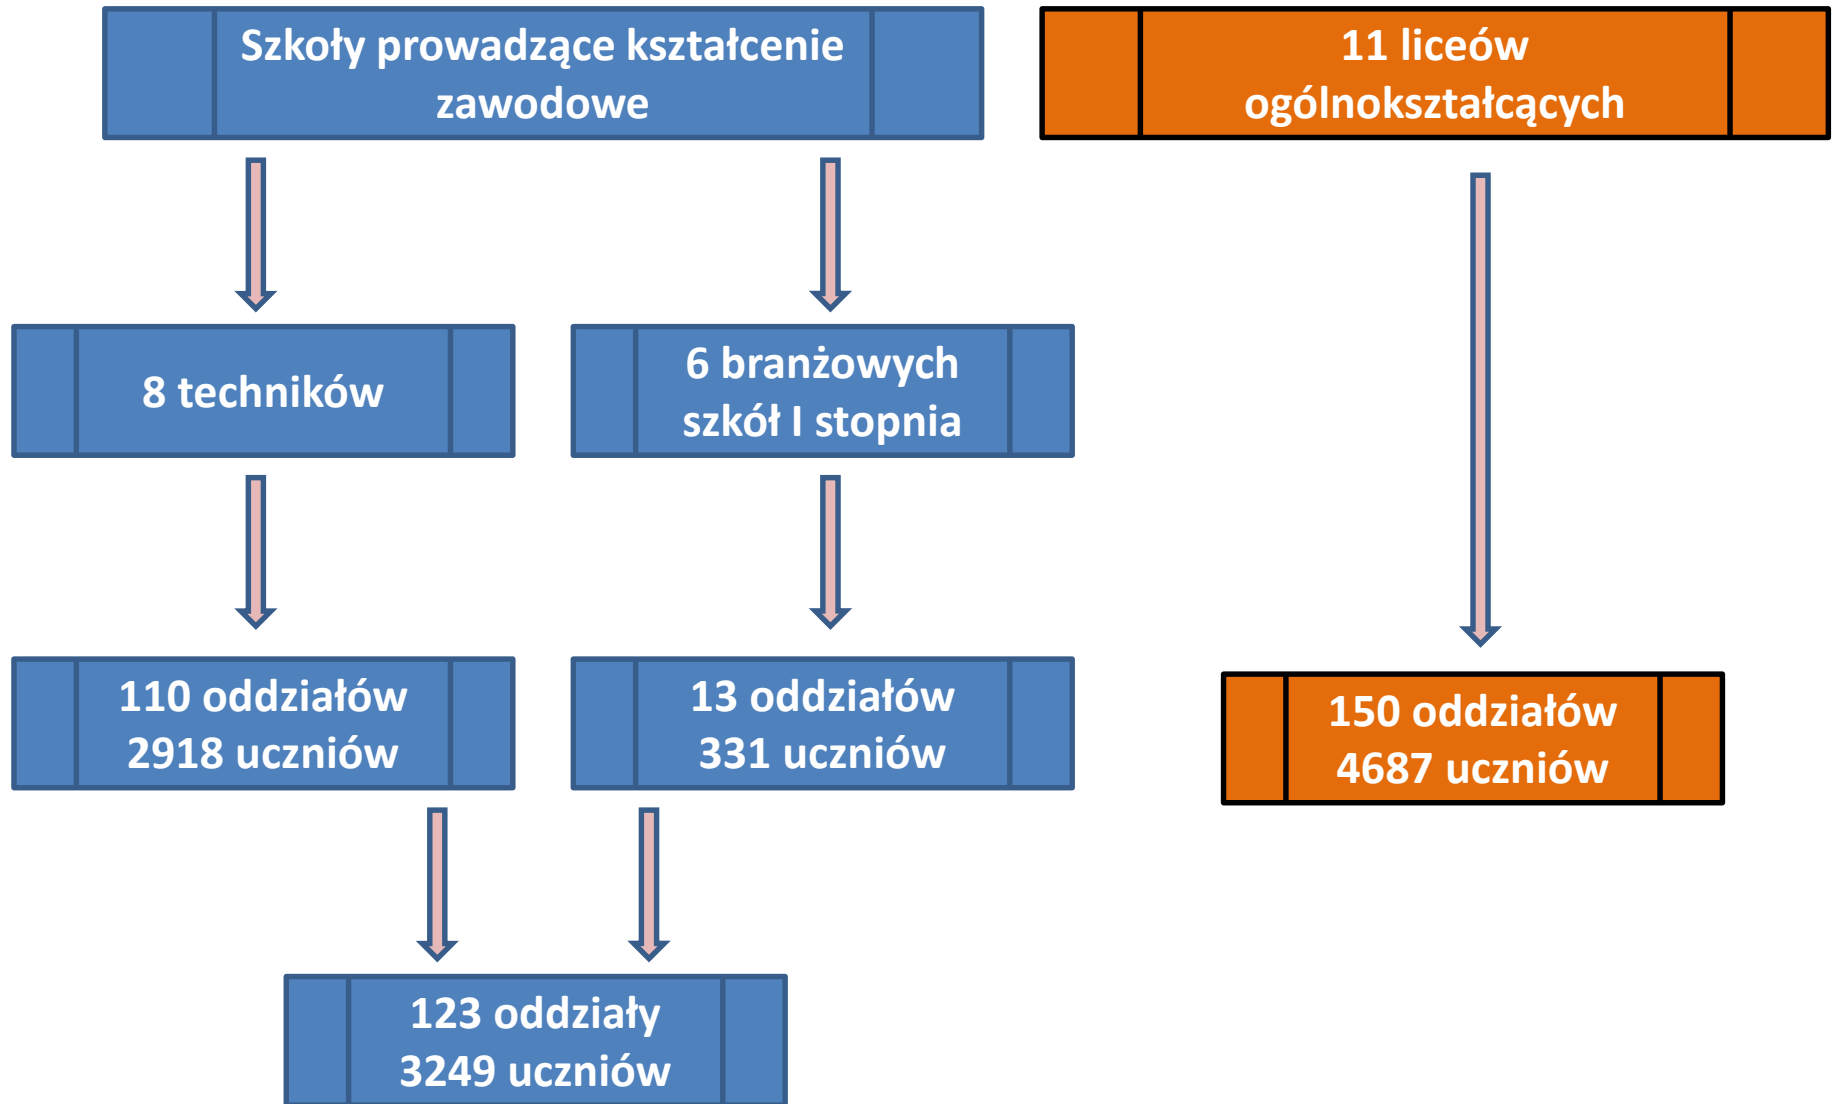 Szkoły prowadzące kształcenie
zawodowe
11 liceów
ogólnokształcących
8 techników
6 branżowych
szkół I stopnia
110 oddziałów
2918 uczniów
13 oddziałów
331 uczniów
150 oddziałów
4687 uczniów
123 oddziały
3249 uczniów